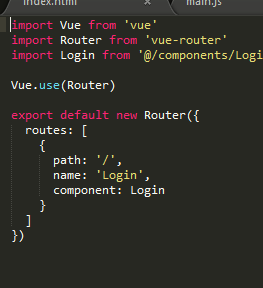 index.html × main.js
import Vue from 'vue'
import Router from 'vue-router'
import Login from '@/components/Logi
Vue.use(Router)
export default new Router({
routes: [
{
path: '/',
name: 'Login',
component: Login
}
]
})